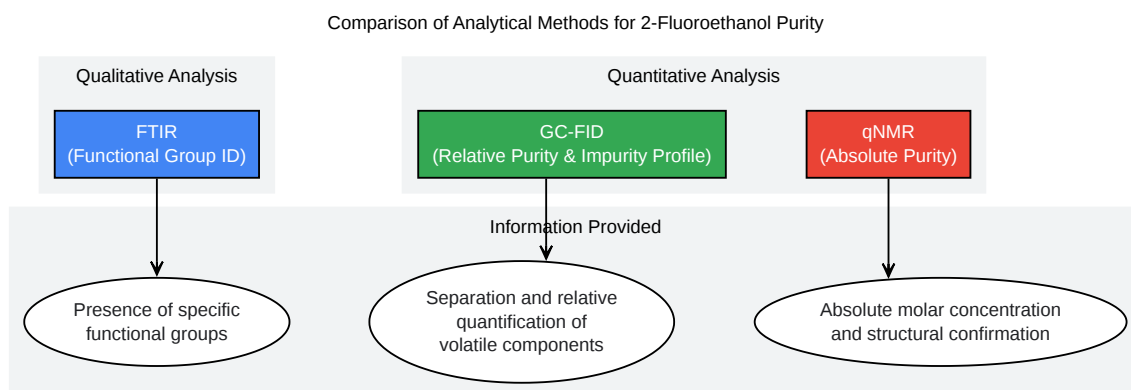 Comparison of Analytical Methods for 2-Fluoroethanol Purity
Qualitative Analysis
Quantitative Analysis
FTIR
(Functional Group ID)
GC-FID
(Relative Purity & Impurity Profile)
qNMR
(Absolute Purity)
Information Provided
Presence of specific
functional groups
Separation and relative
quantification of
volatile components
Absolute molar concentration
and structural confirmation